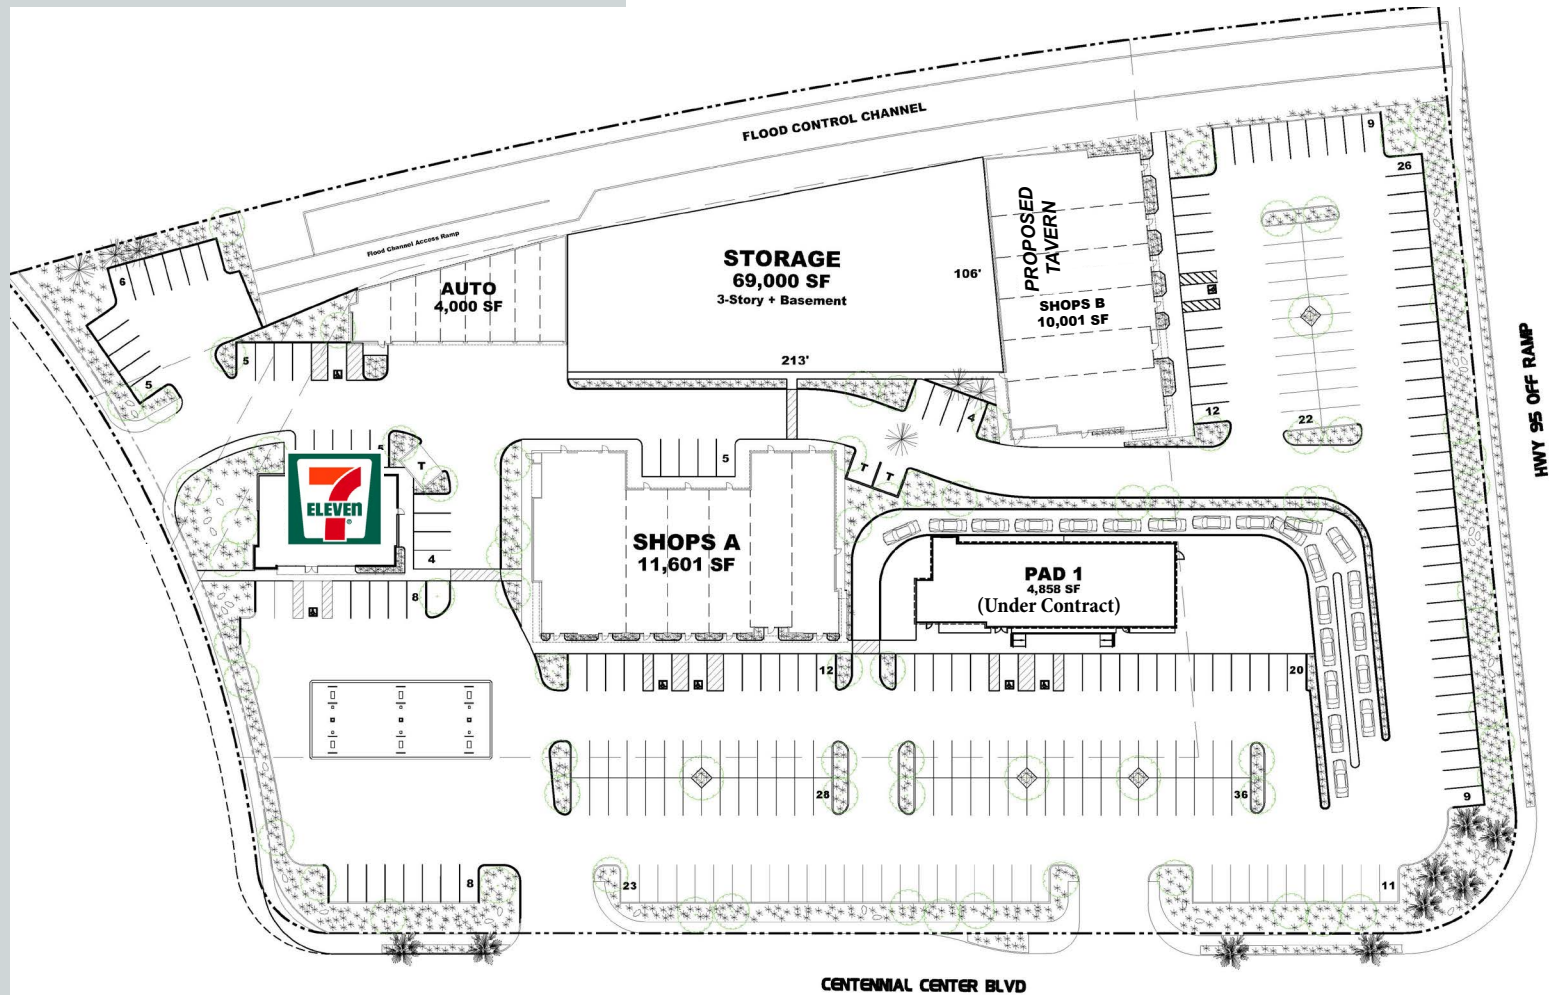 FLOOD CONTROL CHANNEL
9
26
Flood Channel Access Ramp
6
AUTO
4,000 SF
STORAGE
69,000 SF
3-Story + Basement
106'
213'
PROPOSED
TAVERN
SHOPS B
10,001 SF
HWY 95 OFF RAMP
5
5
4
12
22
5
T
7
ELEVEN
®
5
T
T
4
8
SHOPS A
11,601 SF
PAD 1
4,858 SF
(Under Contract)
12
20
28
36
9
8
23
11
CENTENNIAL CENTER BLVD